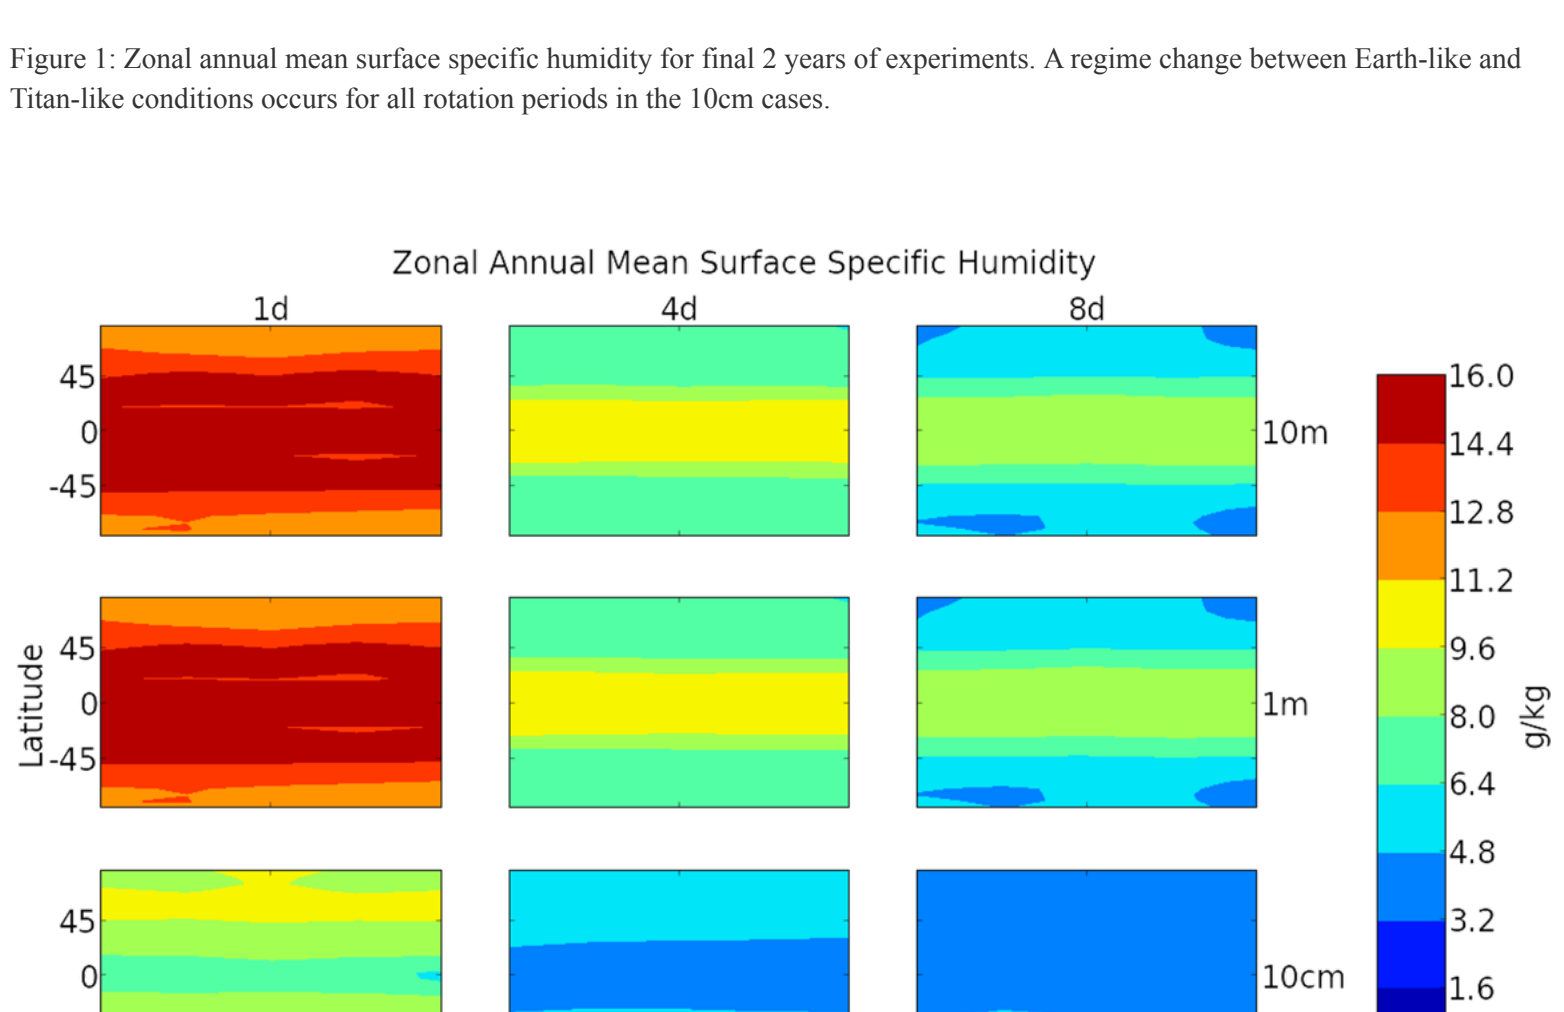 Figure 1: Zonal annual mean surface specific humidity for final 2 years of experiments. A regime change between Earth-like and
Titan-like conditions occurs for all rotation periods in the 10cm cases.
Zonal Annual Mean Surface Specific Humidity
1d 4d 8d
45
0
-45
10m
45
0
-45
1m
45
0
10cm
Latitude
16.0
14.4
12.8
11.2
9.6
8.0
6.4
4.8
3.2
1.6
g/kg